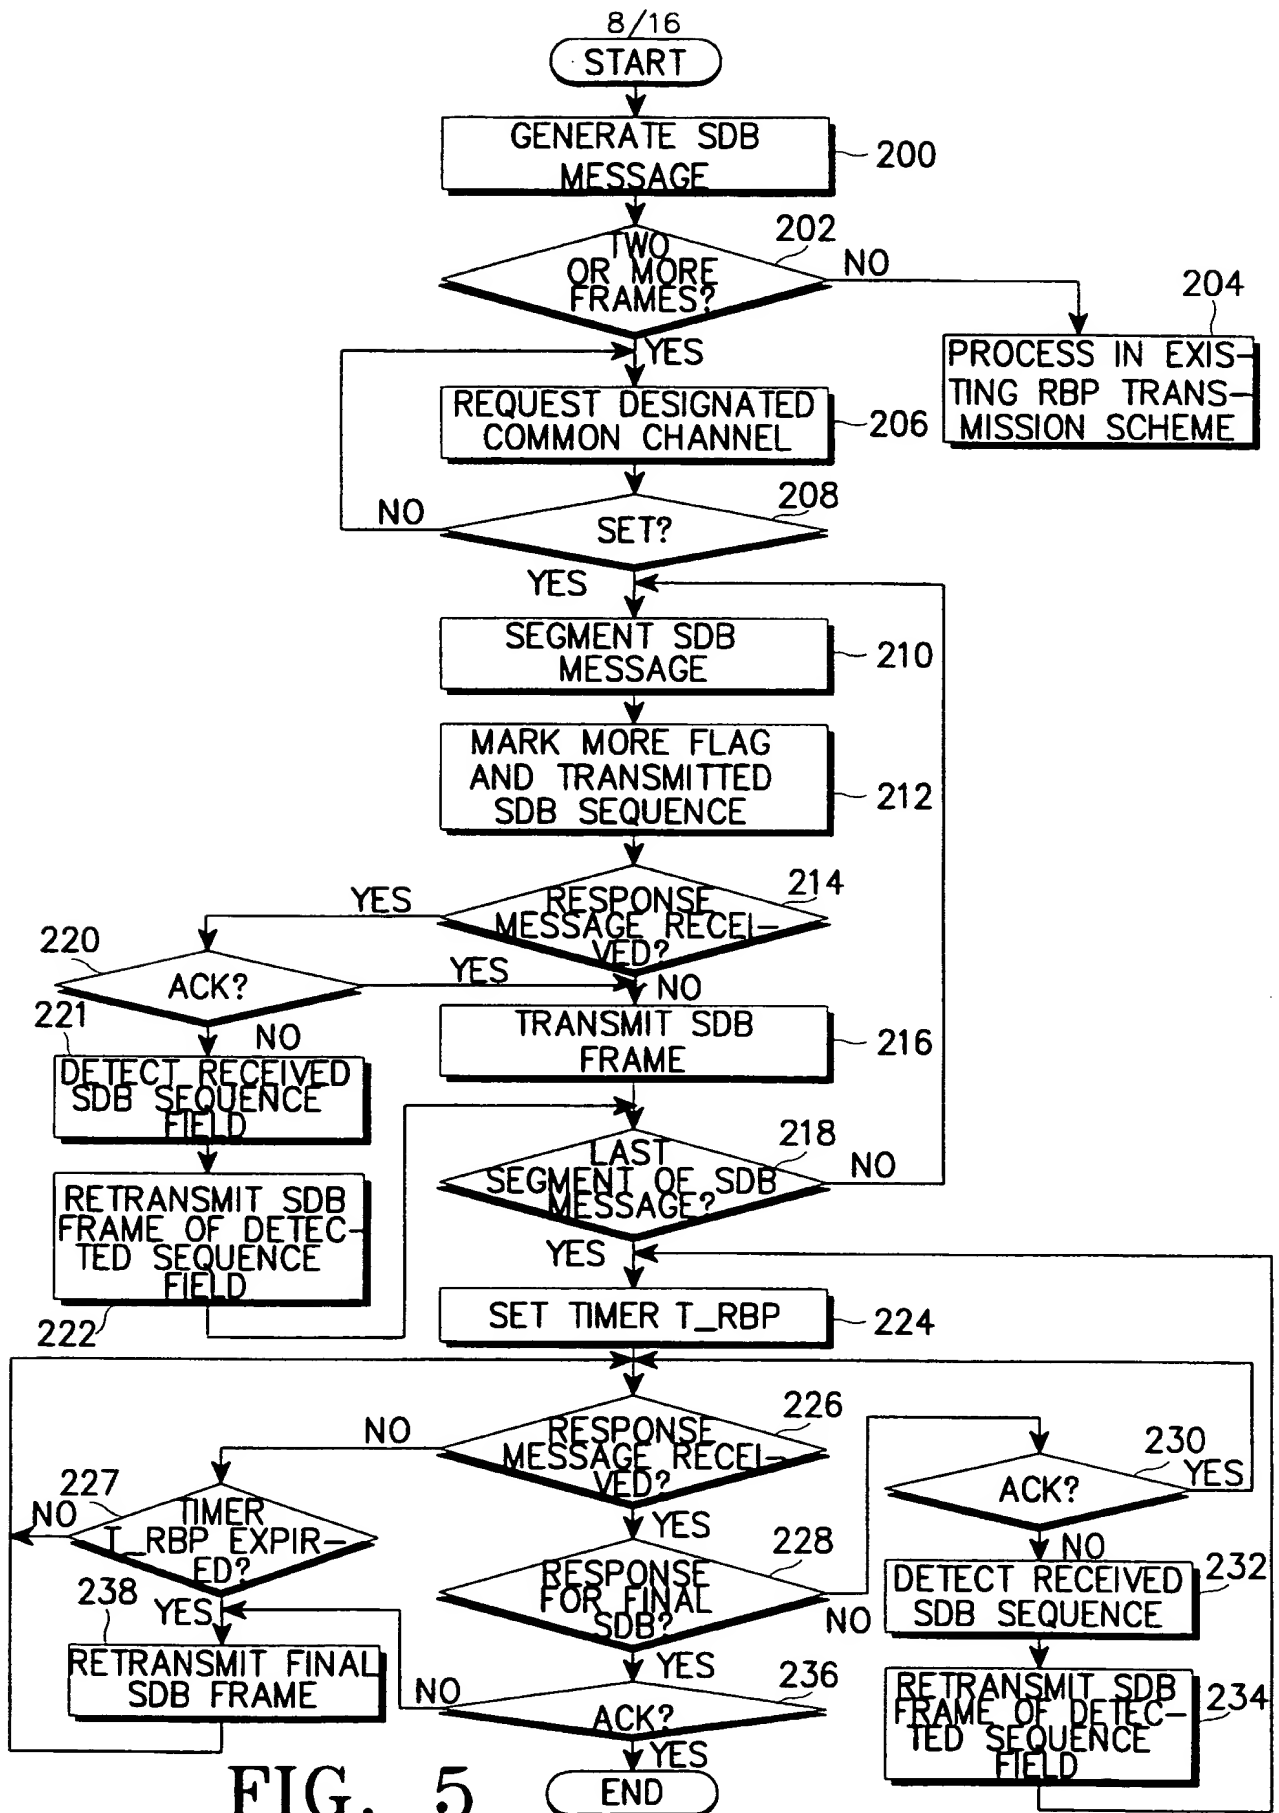 8/16
START
GENERATE SDB
MESSAGE
200
TWO
OR MORE
FRAMES?
202
NO
204
PROCESS IN EXIS-
TING RBP TRANS-
MISSION SCHEME
YES
REQUEST DESIGNATED
COMMON CHANNEL
206
208
NO
SET?
YES
SEGMENT SDB
MESSAGE
210
MARK MORE FLAG
AND TRANSMITTED
SDB SEQUENCE
212
214
YES
RESPONSE
MESSAGE RECEI-
VED?
220
ACK?
YES
NO
221
NO
TRANSMIT SDB
FRAME
216
DETECT RECEIVED
SDB SEQUENCE
FIELD
218
LAST
SEGMENT OF SDB
MESSAGE?
NO
RETRANSMIT SDB
FRAME OF DETEC-
TED SEQUENCE
FIELD
222
YES
SET TIMER T_RBP
224
226
NO
RESPONSE
MESSAGE RECEI-
VED?
230
ACK?
YES
227
NO
TIMER
T_RBP EXPIR-
ED?
YES
228
RESPONSE
FOR FINAL
SDB?
NO
NO
DETECT RECEIVED
SDB SEQUENCE
232
238
YES
RETRANSMIT FINAL
SDB FRAME
YES
236
NO
ACK?
RETRANSMIT SDB
FRAME OF DETEC-
TED SEQUENCE
FIELD
234
YES
END
FIG. 5